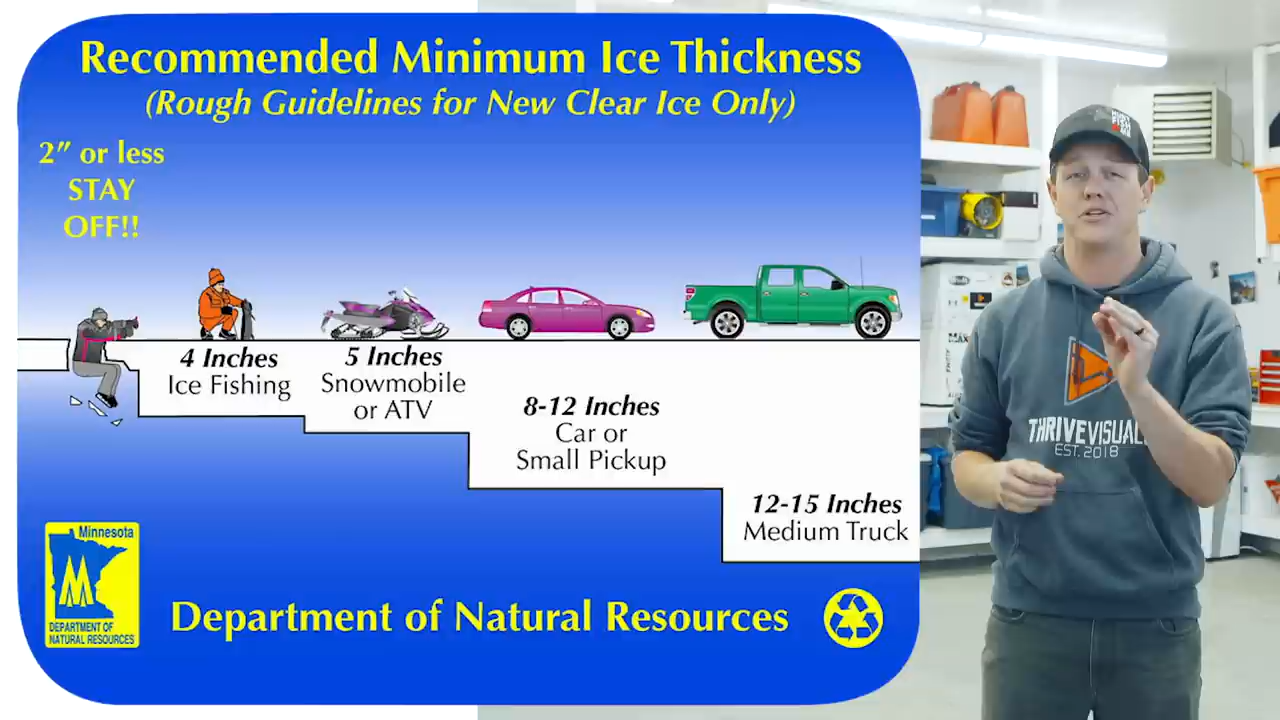 Recommended Minimum Ice Thickness
(Rough Guidelines for New Clear Ice Only)
2" or less
STAY
OFF!!
4 Inches
Ice Fishing
5 Inches
Snowmobile
or ATV
8-12 Inches
Car or
Small Pickup
12-15 Inches
Medium Truck
Minnesota
DEPARTMENT OF
NATURAL RESOURCES
Department of Natural Resources
THRIVEVISUAL
EST. 2018